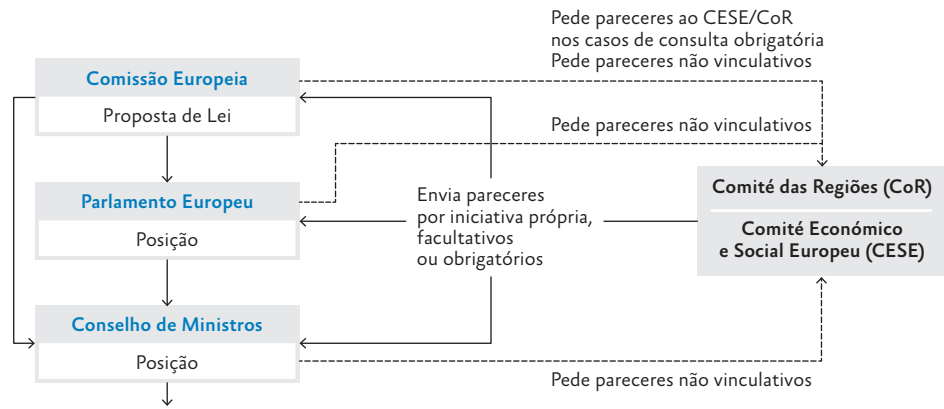 Pede pareceres ao CESE/CoR
nos casos de consulta obrigatória
Pede pareceres não vinculativos
Comissão Europeia
Proposta de Lei
Pede pareceres não vinculativos
Parlamento Europeu
Posição
Envia pareceres
por iniciativa própria,
facultativos
ou obrigatórios
Comité das Regiões (CoR)
Comité Económico
e Social Europeu (CESE)
Conselho de Ministros
Posição
Pede pareceres não vinculativos